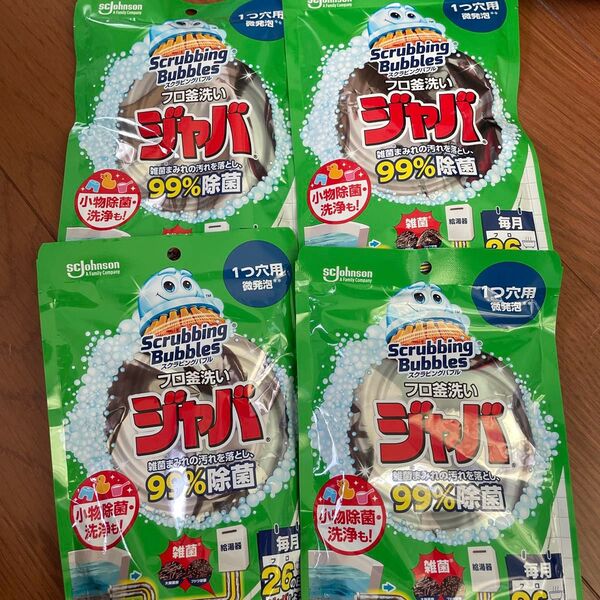 scjohnson
A Family Company
1つ穴用
微発泡
Scrubbing
Bubbles
スクラビングバブル
フロ釜洗い
ジャバ
雑菌まみれの汚れを落とし、
99%除菌
小物除菌・
洗浄も!
scjohnson
A Family Company
1つ穴用
微発泡
Scrubbing
Bubbles
スクラビングバブル
フロ釜洗い
ジャバ
雑菌まみれの汚れを落とし、
99%除菌
小物除菌・
洗浄も!
雑菌
給湯器
毎月
フロ
26
scjohnson
A Family Company
1つ穴用
微発泡
Scrubbing
Bubbles
スクラビングバブル
フロ釜洗い
ジャバ
雑菌まみれの汚れを落とし、
99%除菌
小物除菌・
洗浄も!
雑菌
給湯器
毎月
フロ
26
scjohnson
A Family Company
1つ穴用
微発泡
Scrubbing
Bubbles
スクラビングバブル
フロ釜洗い
ジャバ
雑菌まみれの汚れを落とし、
99%除菌
小物除菌・
洗浄も!
雑菌
給湯器
毎月
フロ
26